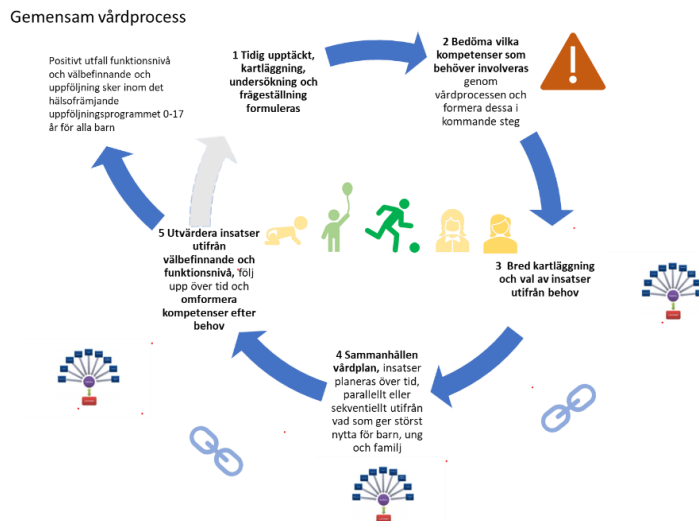 Gemensam vårdprocess
Positivt utfall funktionsnivå
och välbefinnande och
uppföljning sker inom det
hälsofrämjande
uppföljningsprogrammet 0-17
år för alla barn
1 Tidig upptäckt,
kartläggning,
undersökning och
frågeställning
formuleras
2 Bedöma vilka
kompetenser som
behöver involveras
genom
vårdprocessen och
formera dessa i
kommande steg
3 Bred kartläggning
och val av insatser
utifrån behov
4 Sammanhållen
vårdplan, insatser
planeras över tid,
parallellt eller
sekventiellt utifrån
vad som ger störst
nytta för barn, ung
och familj
5 Utvärdera insatser
utifrån
välbefinnande och
funktionsnivå, följ
upp över tid och
omformera
kompetenser efter
behov